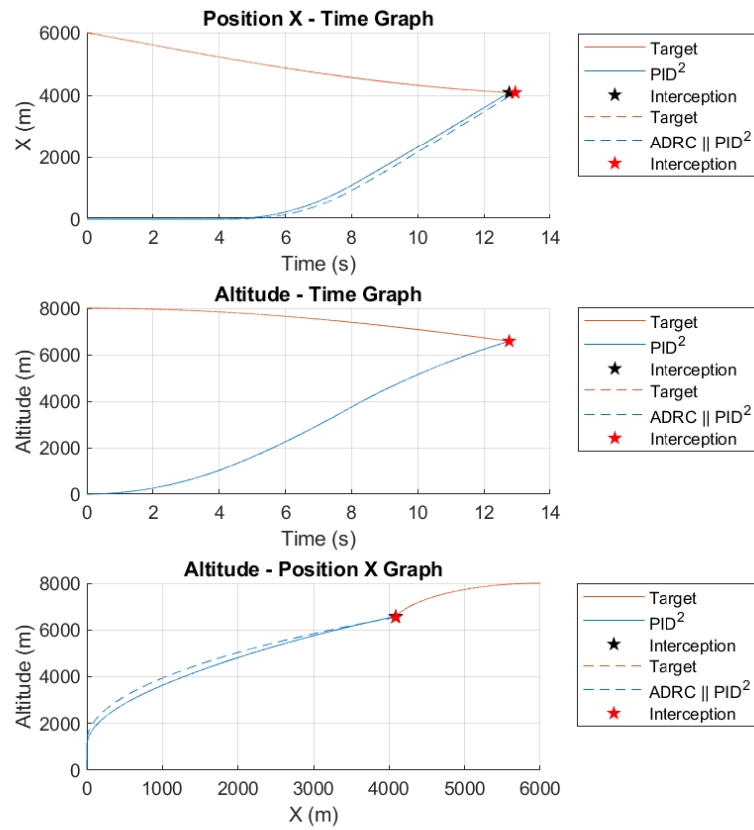 Position X - Time Graph
6000
4000
2000
0
X (m)
0 2 4 6 8 10 12 14
Time (s)
Target
PID²
Interception
Target
ADRC || PID²
Interception
Altitude - Time Graph
8000
6000
4000
2000
0
Altitude (m)
0 2 4 6 8 10 12 14
Time (s)
Target
PID²
Interception
Target
ADRC || PID²
Interception
Altitude - Position X Graph
8000
6000
4000
2000
0
Altitude (m)
0 1000 2000 3000 4000 5000 6000
X (m)
Target
PID²
Interception
Target
ADRC || PID²
Interception